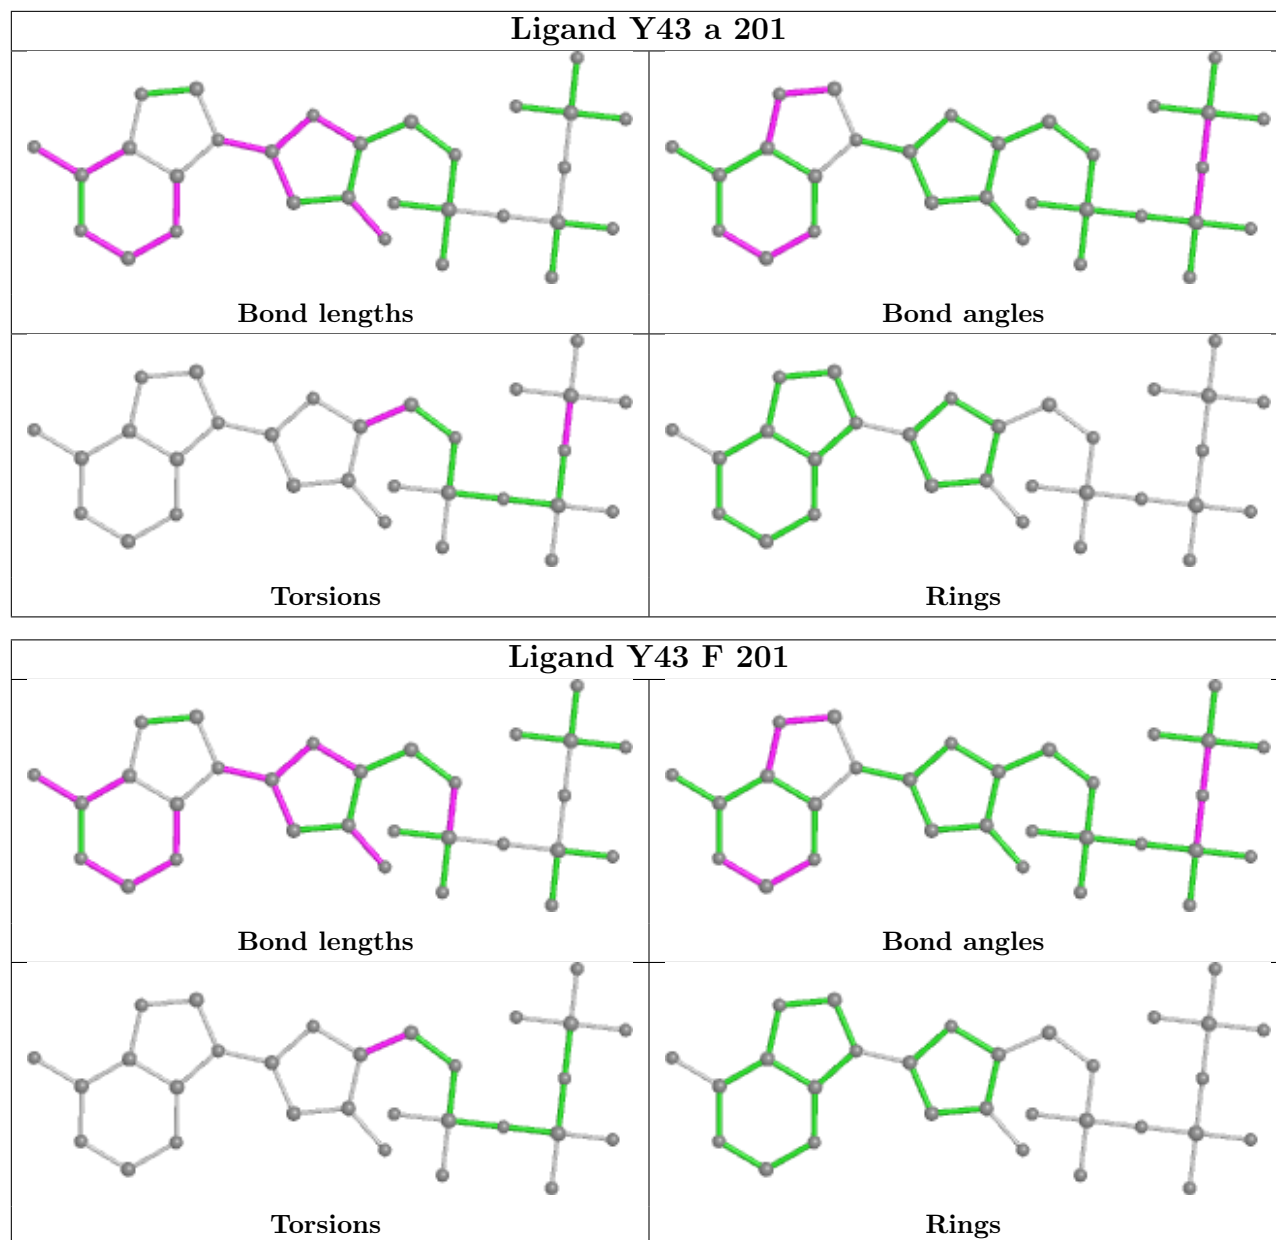 Ligand Y43 a 201
Bond lengths
Bond angles
Torsions
Rings
Ligand Y43 F 201
Bond lengths
Bond angles
Torsions
Rings